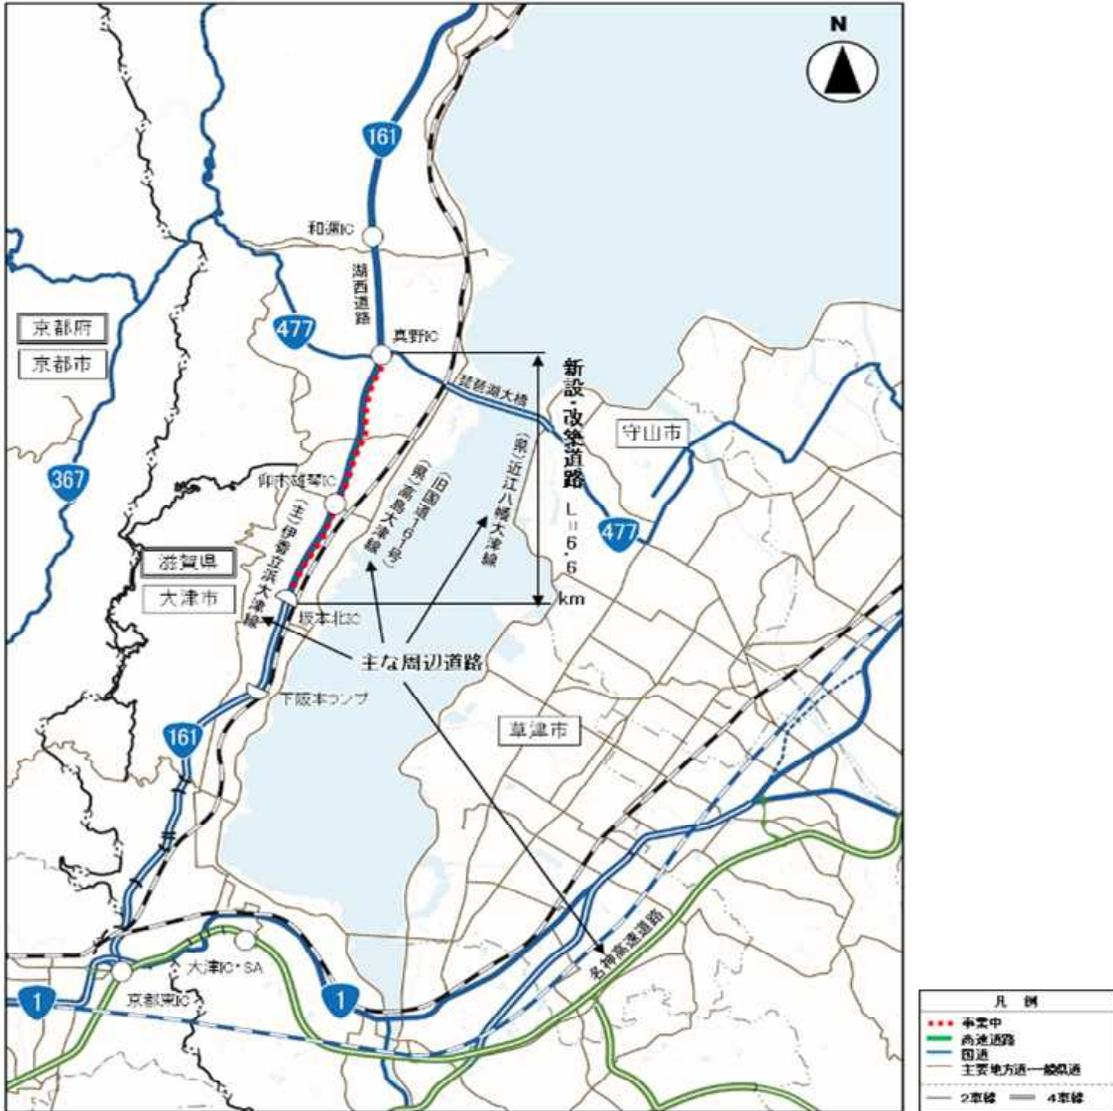 N
161
和邇IC
湖西道路
京都府
京都市
477
真野IC
琵琶湖大橋
新設・改築道路 L=6.6km
守山市
367
仰木雄琴IC
(主)伊香立浜大津線
(旧国道161号)
(県)高島大津線
(県)近江八幡大津線
477
滋賀県
大津市
坂本北IC
主な周辺道路
下阪本ランプ
草津市
161
名神高速道路
大津IC・SA
京都東IC
1
1
凡例
事業中
高速道路
国道
主要地方道・一般県道
2車線
4車線